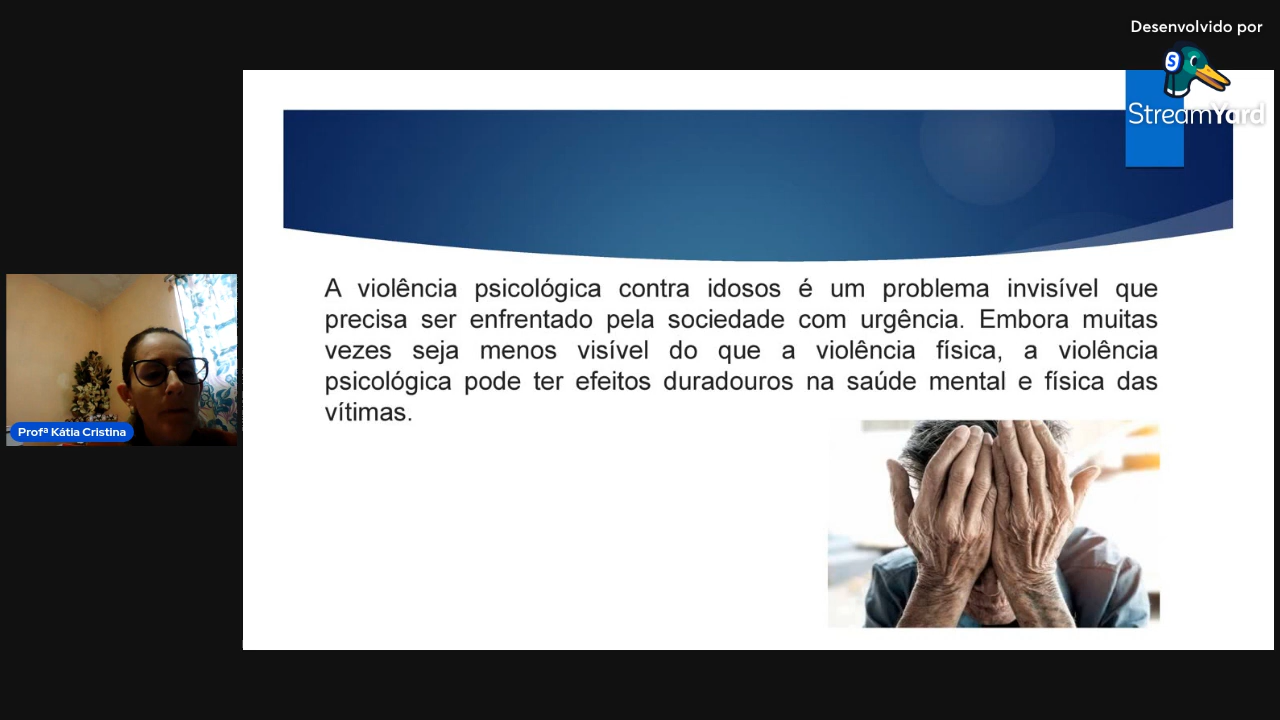 Desenvolvido por
S
StreamYard
A violência psicológica contra idosos é um problema invisível que
precisa ser enfrentado pela sociedade com urgência. Embora muitas
vezes seja menos visível do que a violência física, a violência
psicológica pode ter efeitos duradouros na saúde mental e física das
vítimas.
Profª Kátia Cristina